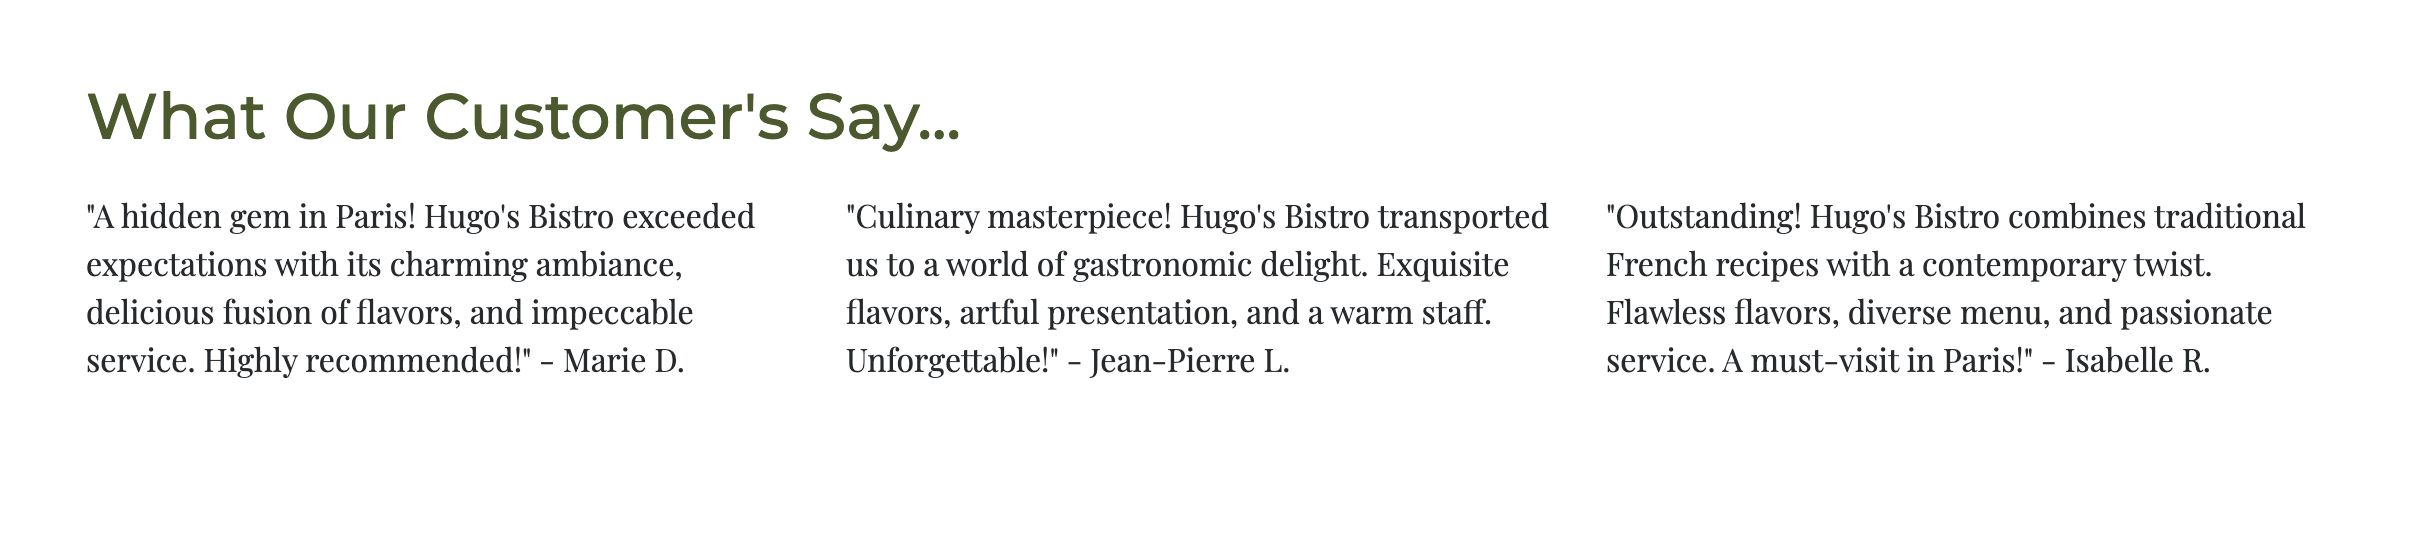 What Our Customer's Say...
"A hidden gem in Paris! Hugo's Bistro exceeded
expectations with its charming ambiance,
delicious fusion of flavors, and impeccable
service. Highly recommended!" - Marie D.
"Culinary masterpiece! Hugo's Bistro transported
us to a world of gastronomic delight. Exquisite
flavors, artful presentation, and a warm staff.
Unforgettable!" - Jean-Pierre L.
"Outstanding! Hugo's Bistro combines traditional
French recipes with a contemporary twist.
Flawless flavors, diverse menu, and passionate
service. A must-visit in Paris!" - Isabelle R.